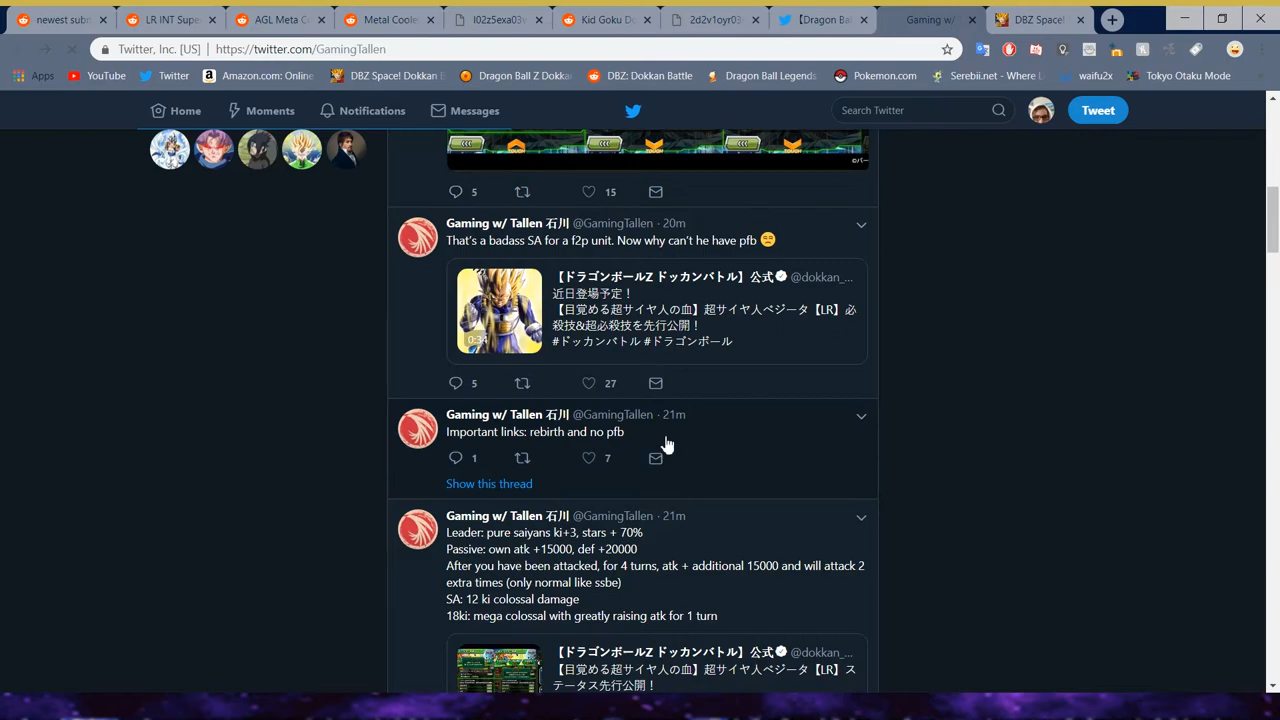 newest subm
LR INT Super
AGL Meta C
Metal Coole
l02z5exa03v
Kid Goku D
2d2v1oyr03
【Dragon Ba
Gaming w/ T
DBZ Space!
Twitter, Inc. [US] | https://twitter.com/GamingTallen
Apps YouTube Twitter Amazon.com: Online DBZ Space! Dokkan B Dragon Ball Z Dokka DBZ: Dokkan Battle Dragon Ball Legends Pokemon.com Serebii.net - Where L waifu2x Tokyo Otaku Mode
Home Moments Notifications Messages Search Twitter Tweet
5 15
Gaming w/ Tallen 石川 @GamingTallen · 20m
That's a badass SA for a f2p unit. Now why can't he have pfb
【ドラゴンボールZ ドッカンバトル】公式 @dokkan_...
近日登場予定！
【目覚める超サイヤ人の血】超サイヤ人ベジータ【LR】必
殺技&超必殺技を先行公開！
#ドッカンバトル #ドラゴンボール
0:34
5 27
Gaming w/ Tallen 石川 @GamingTallen · 21m
Important links: rebirth and no pfb
1 7
Show this thread
Gaming w/ Tallen 石川 @GamingTallen · 21m
Leader: pure saiyans ki+3, stars + 70%
Passive: own atk +15000, def +20000
After you have been attacked, for 4 turns, atk + additional 15000 and will attack 2
extra times (only normal like ssbe)
SA: 12 ki colossal damage
18ki: mega colossal with greatly raising atk for 1 turn
【ドラゴンボールZ ドッカンバトル】公式 @dokkan_...
【目覚める超サイヤ人の血】超サイヤ人ベジータ【LR】ス
テータス先行公開！